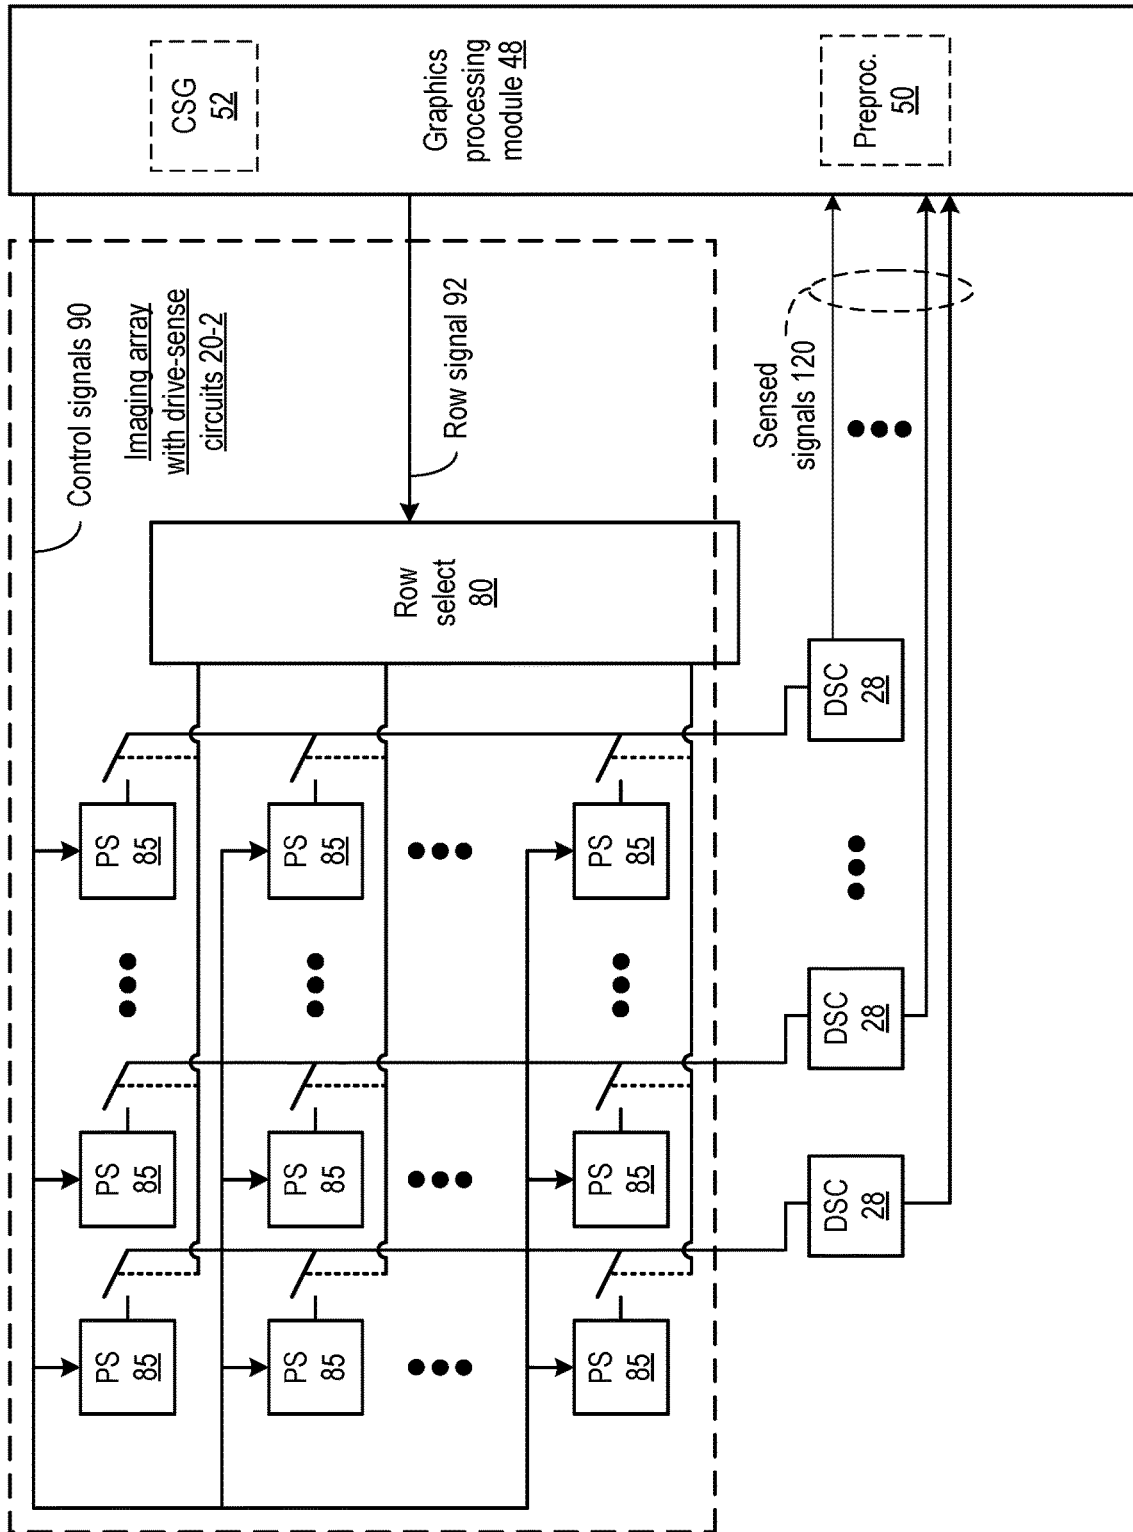 Control signals 90
Imaging array
with drive-sense
circuits 20-2
CSG
52
PS
85
PS
85
PS
85
PS
85
PS
85
PS
85
Row
select
80
Row signal 92
Graphics
processing
module 48
PS
85
PS
85
PS
85
Sensed
signals 120
DSC
28
DSC
28
DSC
28
Preproc.
50